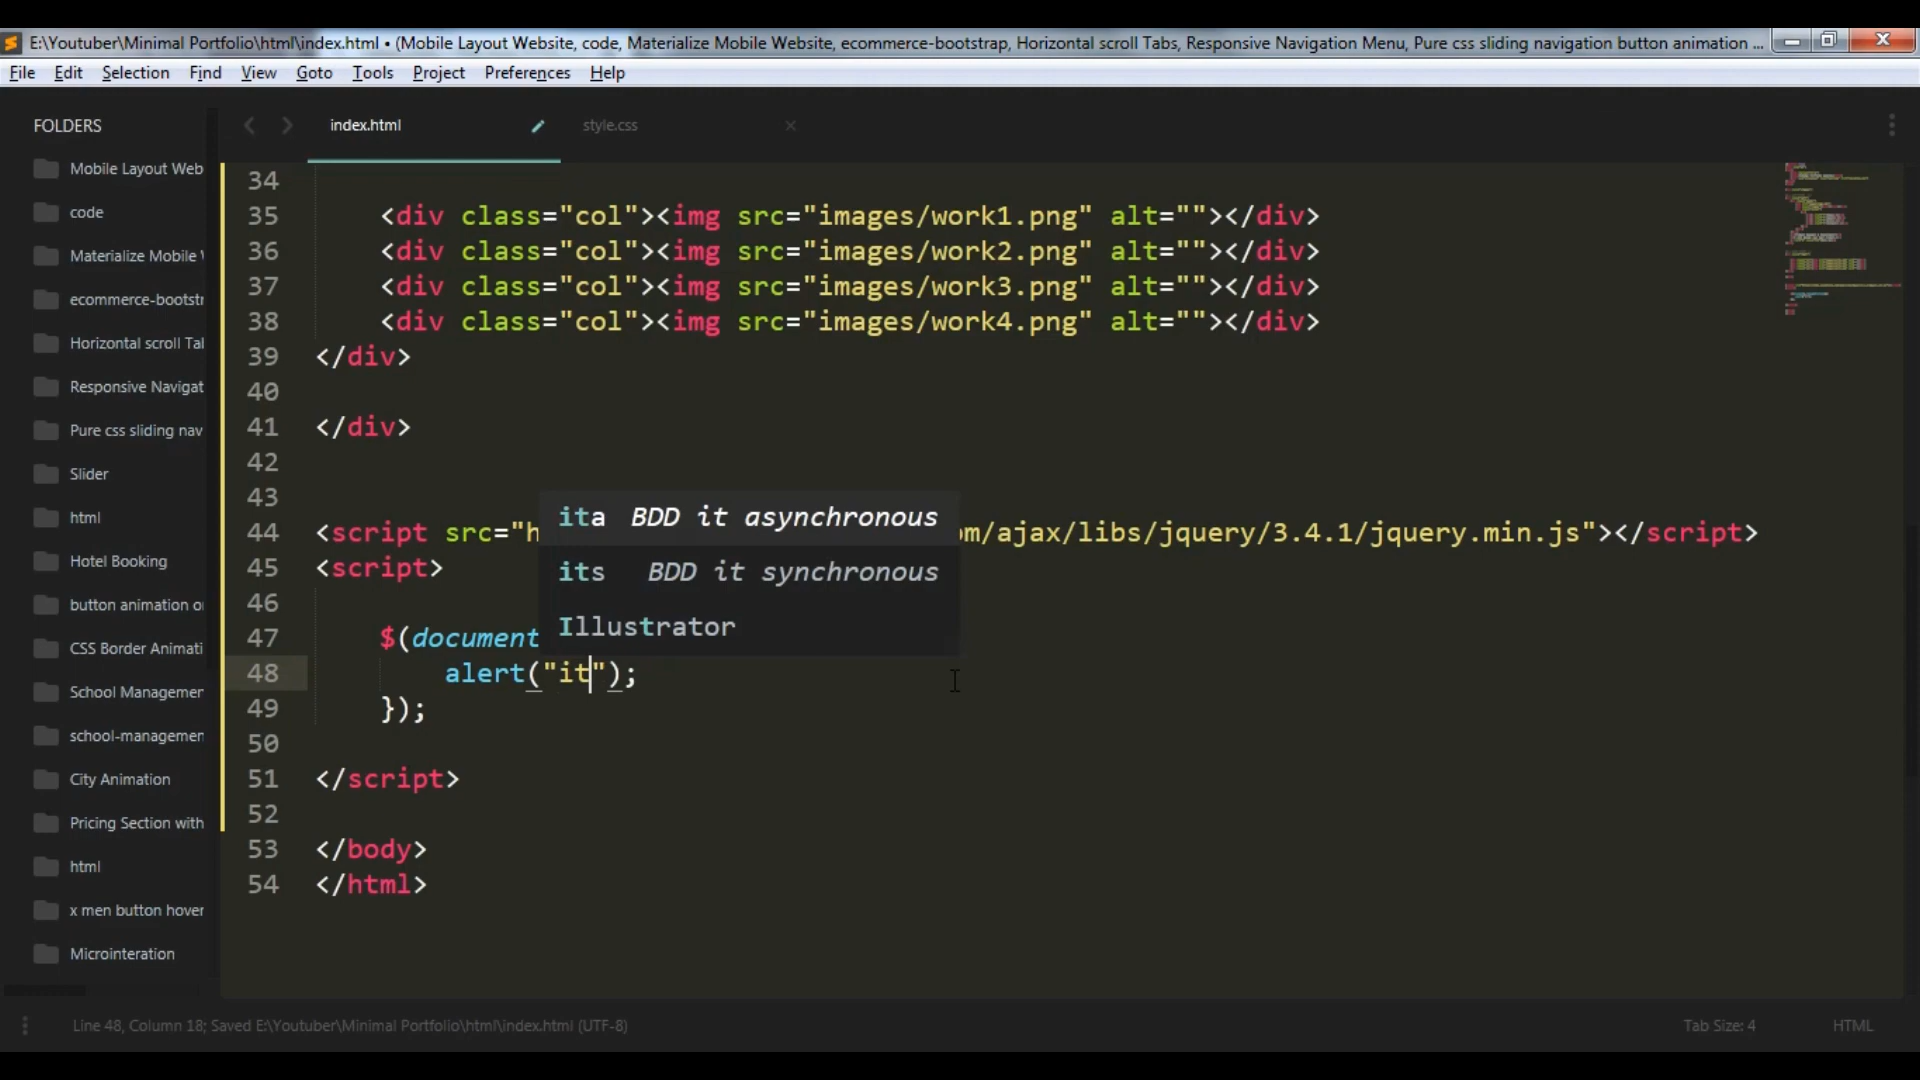 E:\Youtuber\Minimal Portfolio\html\index.html • (Mobile Layout Website, code, Materialize Mobile Website, ecommerce-bootstrap, Horizontal scroll Tabs, Responsive Navigation Menu, Pure css sliding navigation button animation ...
File Edit Selection Find View Goto Tools Project Preferences Help
FOLDERS
Mobile Layout Web
code
Materialize Mobile
ecommerce-bootstr
Horizontal scroll Tal
Responsive Navigat
Pure css sliding nav
Slider
html
Hotel Booking
button animation o
CSS Border Animati
School Managemen
school-managemen
City Animation
Pricing Section with
html
x men button hover
Microinteration
index.html
style.css
34
35 <div class="col"><img src="images/work1.png" alt=""></div>
36 <div class="col"><img src="images/work2.png" alt=""></div>
37 <div class="col"><img src="images/work3.png" alt=""></div>
38 <div class="col"><img src="images/work4.png" alt=""></div>
39 </div>
40
41 </div>
42
43
44 <script src="h om/ajax/libs/jquery/3.4.1/jquery.min.js"></script>
45 <script>
46
47 $(document
48 alert("it");
49 });
50
51 </script>
52
53 </body>
54 </html>
ita BDD it asynchronous
its BDD it synchronous
Illustrator
Line 48, Column 18; Saved E:\Youtuber\Minimal Portfolio\html\index.html (UTF-8)
Tab Size: 4
HTML